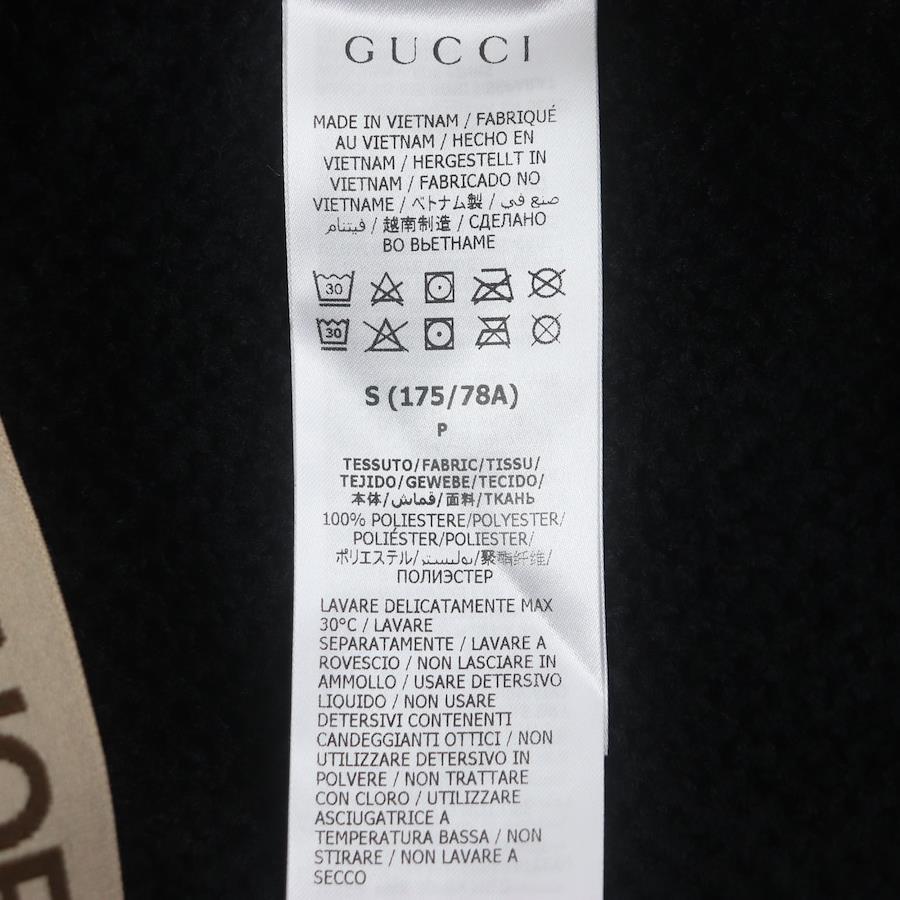 GUCCI
MADE IN VIETNAM / FABRIQUÉ
AU VIETNAM / HECHO EN
VIETNAM / HERGESTELLT IN
VIETNAM / FABRICADO NO
VIETNAME / ベトナム製 / صنع في
فيتنام / 越南制造 / СДЕЛАНО
ВО ВЬЕТНАМЕ
30
30
S (175/78A)
P
TESSUTO/FABRIC/TISSU/
TEJIDO/GEWEBE/TECIDO/
本体/قماش/面料/ТКАНЬ
100% POLIESTERE/POLYESTER/
POLIÉSTER/POLIESTER/
ポリエステル/بوليستر/聚酯纤维/
ПОЛИЭСТЕР
LAVARE DELICATAMENTE MAX
30°C / LAVARE
SEPARATAMENTE / LAVARE A
ROVESCIO / NON LASCIARE IN
AMMOLLO / USARE DETERSIVO
LIQUIDO / NON USARE
DETERSIVI CONTENENTI
CANDEGGIANTI OTTICI / NON
UTILIZZARE DETERSIVO IN
POLVERE / NON TRATTARE
CON CLORO / UTILIZZARE
ASCIUGATRICE A
TEMPERATURA BASSA / NON
STIRARE / NON LAVARE A
SECCO